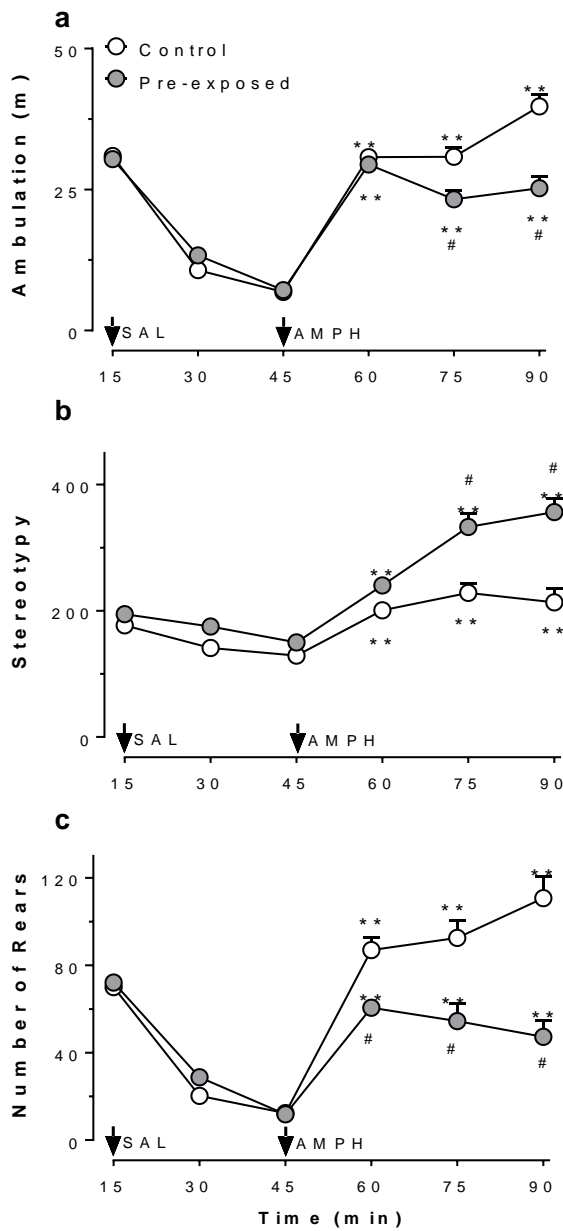 a
50
Control
Pre-exposed
**
**
**
25
**
**
#
**
#
Ambulation (m)
0
SAL
AMPH
15 30 45 60 75 90
b
#
#
400
**
**
**
Stereotypy
200
**
**
**
0
SAL
AMPH
15 30 45 60 75 90
c
120
**
**
**
80
**
**
**
#
#
#
40
Number of Rears
0
SAL
AMPH
15 30 45 60 75 90
Time (min)